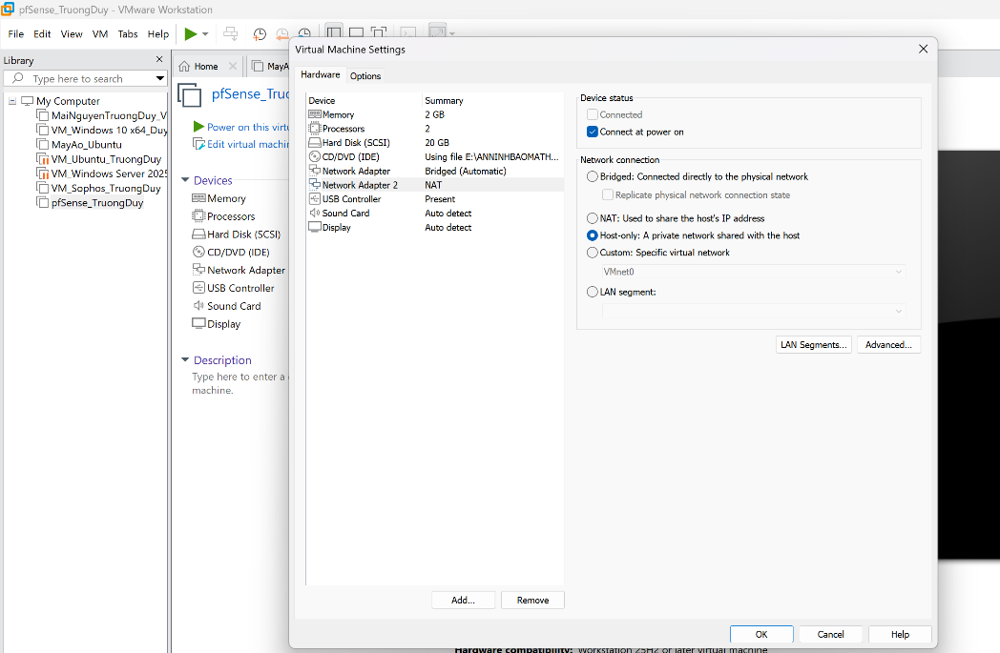 pfSense_TruongDuy - VMware Workstation
File Edit View VM Tabs Help
Library
Type here to search
My Computer
MaiNguyenTruongDuy_V
VM_Windows 10 x64_Duy
MayAo_Ubuntu
VM_Ubuntu_TruongDuy
VM_Windows Server 2025
VM_Sophos_TruongDuy
pfSense_TruongDuy
Home
MayA
pfSense_Truo
Power on this virtu
Edit virtual machin
Devices
Memory
Processors
Hard Disk (SCSI)
CD/DVD (IDE)
Network Adapter
USB Controller
Sound Card
Display
Description
Type here to enter a
machine.
Virtual Machine Settings
Hardware Options
Device Summary
Memory 2 GB
Processors 2
Hard Disk (SCSI) 20 GB
CD/DVD (IDE) Using file E:\ANNINHBAOMATH...
Network Adapter Bridged (Automatic)
Network Adapter 2 NAT
USB Controller Present
Sound Card Auto detect
Display Auto detect
Add... Remove
Device status
Connected
Connect at power on
Network connection
Bridged: Connected directly to the physical network
Replicate physical network connection state
NAT: Used to share the host's IP address
Host-only: A private network shared with the host
Custom: Specific virtual network
VMnet0
LAN segment:
LAN Segments... Advanced...
OK Cancel Help
Hardware compatibility: Workstation 25H2 or later virtual machine